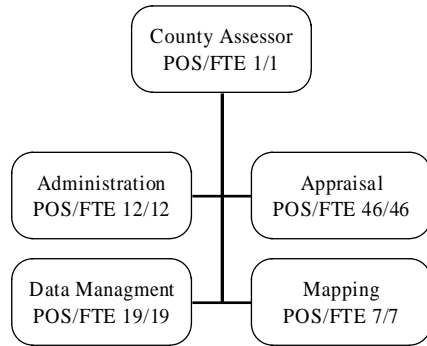 County Assessor
POS/FTE 1/1
Administration
POS/FTE 12/12
Appraisal
POS/FTE 46/46
Data Managment
POS/FTE 19/19
Mapping
POS/FTE 7/7